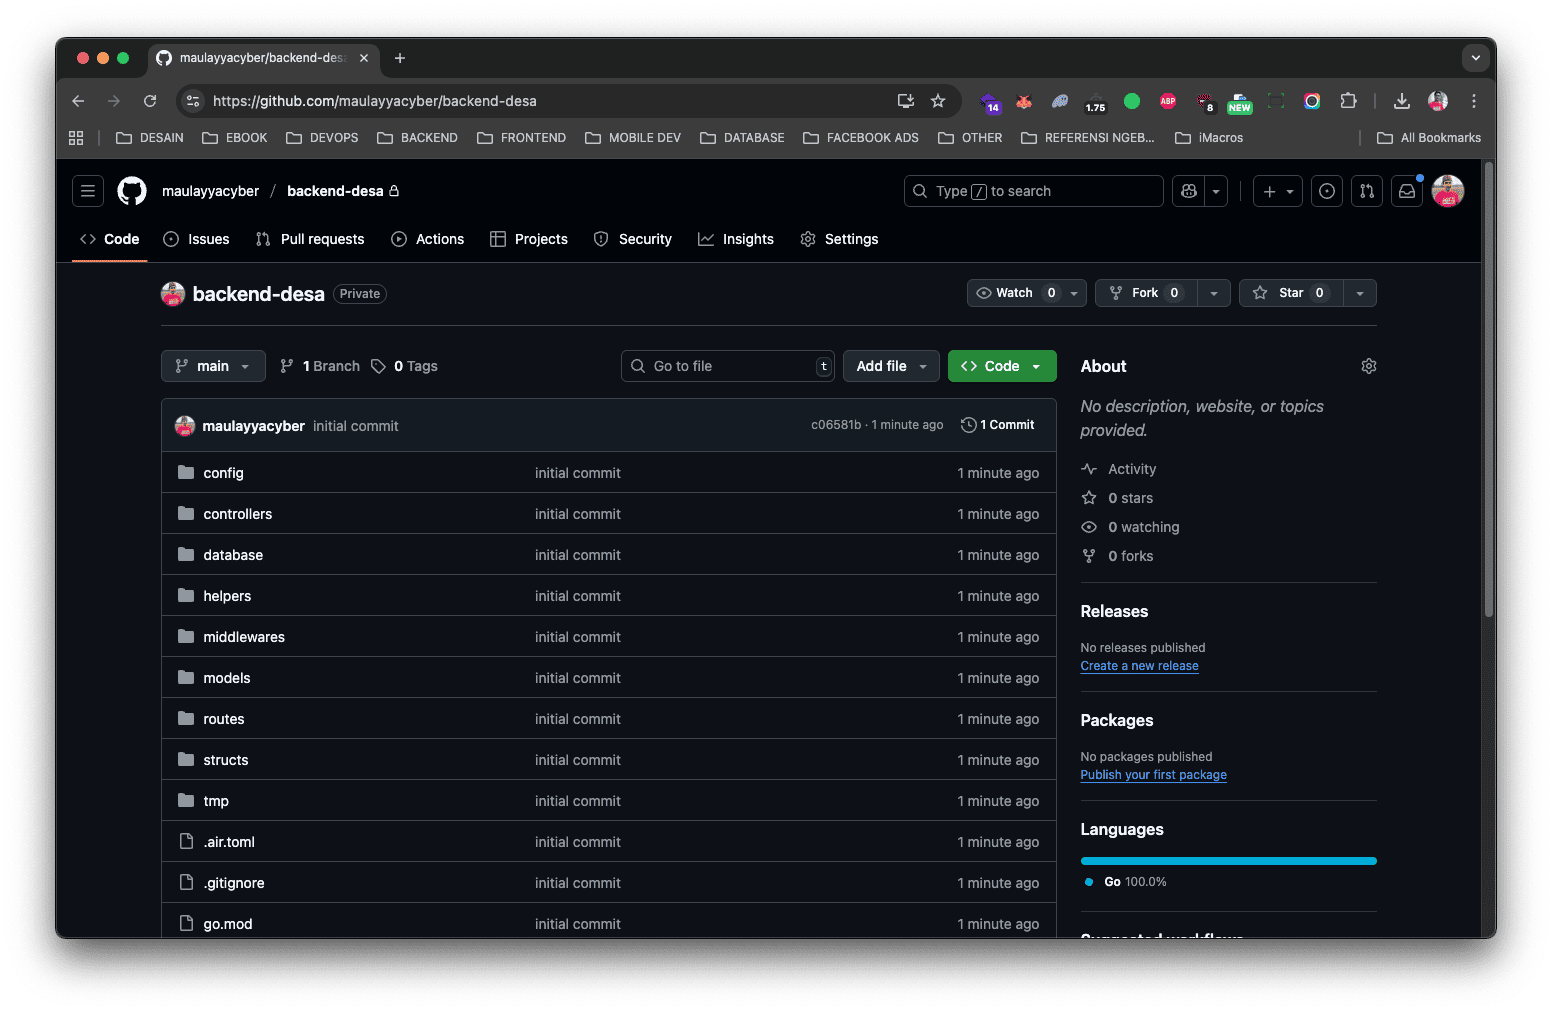 maulayyacyber/backend-des
https://github.com/maulayyacyber/backend-desa
14
1.75
ABP
8
NEW
DESAIN
EBOOK
DEVOPS
BACKEND
FRONTEND
MOBILE DEV
DATABASE
FACEBOOK ADS
OTHER
REFERENSI NGEB...
iMacros
All Bookmarks
maulayyacyber / backend-desa
Type / to search
Code
Issues
Pull requests
Actions
Projects
Security
Insights
Settings
backend-desa Private
Watch 0
Fork 0
Star 0
main
1 Branch
0 Tags
Go to file
t
Add file
Code
maulayyacyber initial commit
c06581b · 1 minute ago
1 Commit
config initial commit 1 minute ago
controllers initial commit 1 minute ago
database initial commit 1 minute ago
helpers initial commit 1 minute ago
middlewares initial commit 1 minute ago
models initial commit 1 minute ago
routes initial commit 1 minute ago
structs initial commit 1 minute ago
tmp initial commit 1 minute ago
.air.toml initial commit 1 minute ago
.gitignore initial commit 1 minute ago
go.mod initial commit 1 minute ago
About
No description, website, or topics
provided.
Activity
0 stars
0 watching
0 forks
Releases
No releases published
Create a new release
Packages
No packages published
Publish your first package
Languages
Go 100.0%
Suggested workflows